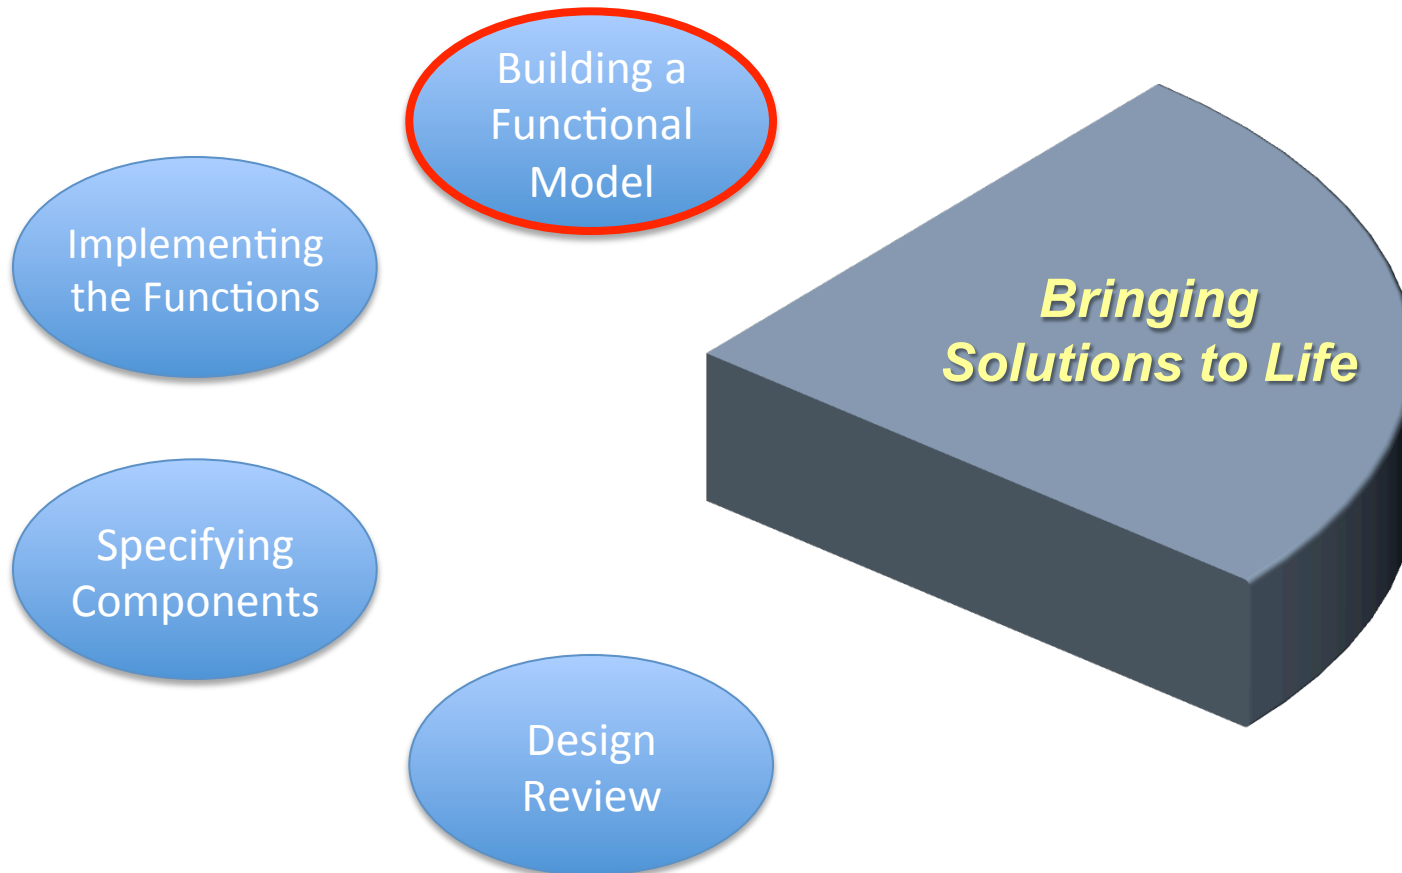 Building a
Functional
Model
Implementing
the Functions
Bringing
Solutions to Life
Specifying
Components
Design
Review